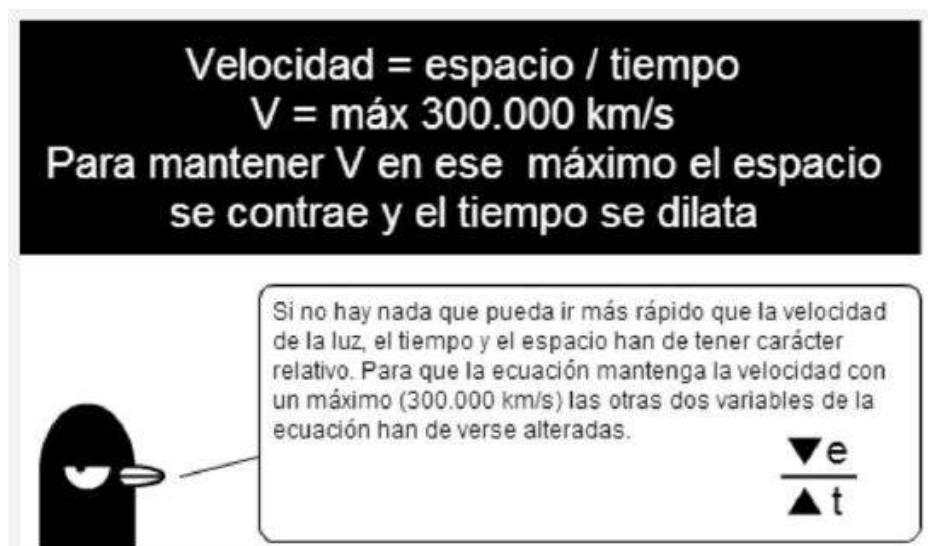 Velocidad = espacio / tiempo
V = máx 300.000 km/s
Para mantener V en ese máximo el espacio
se contrae y el tiempo se dilata
Si no hay nada que pueda ir más rápido que la velocidad
de la luz, el tiempo y el espacio han de tener carácter
relativo. Para que la ecuación mantenga la velocidad con
un máximo (300.000 km/s) las otras dos variables de la
ecuación han de verse alteradas.
▼e
▲ t